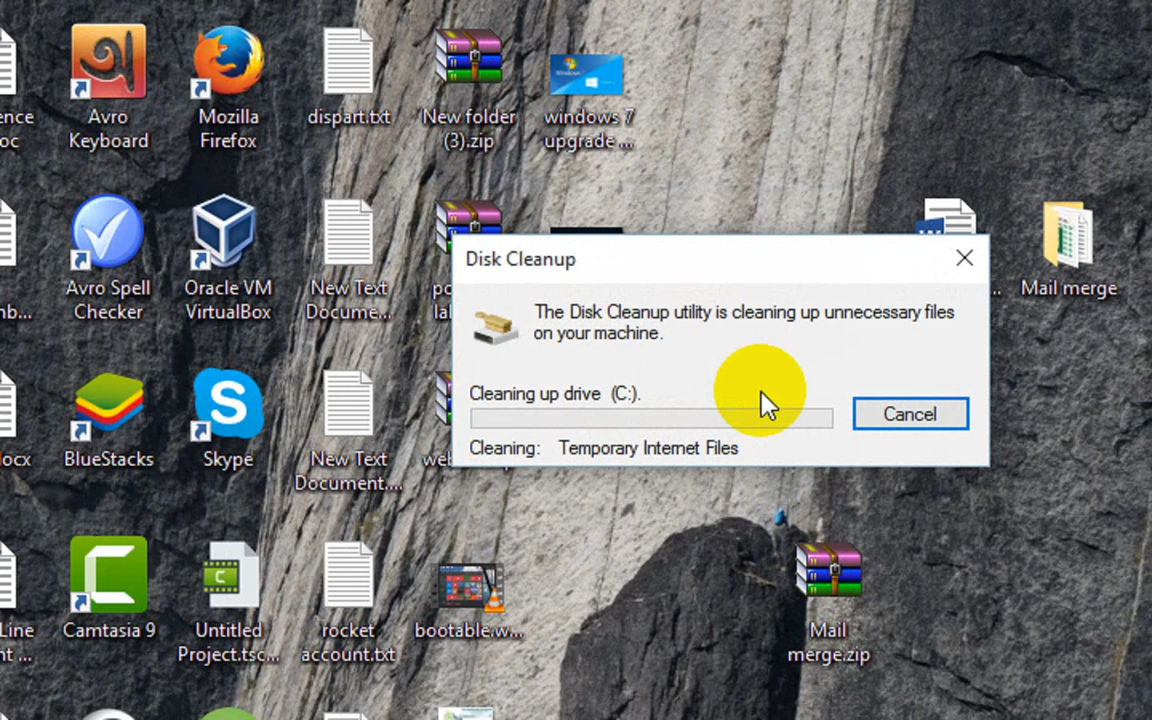 ence
oc
Avro
Keyboard
Mozilla
Firefox
dispart.txt
New folder
(3).zip
windows 7
upgrade ...
Avro Spell
Checker
Oracle VM
VirtualBox
New Text
Docume...
Mail merge
Disk Cleanup
The Disk Cleanup utility is cleaning up unnecessary files
on your machine.
Cleaning up drive (C:).
Cancel
Cleaning: Temporary Internet Files
ocx
BlueStacks
Skype
New Text
Document....
Line
nt ...
Camtasia 9
Untitled
Project.tsc...
rocket
account.txt
bootable.w...
Mail
merge.zip